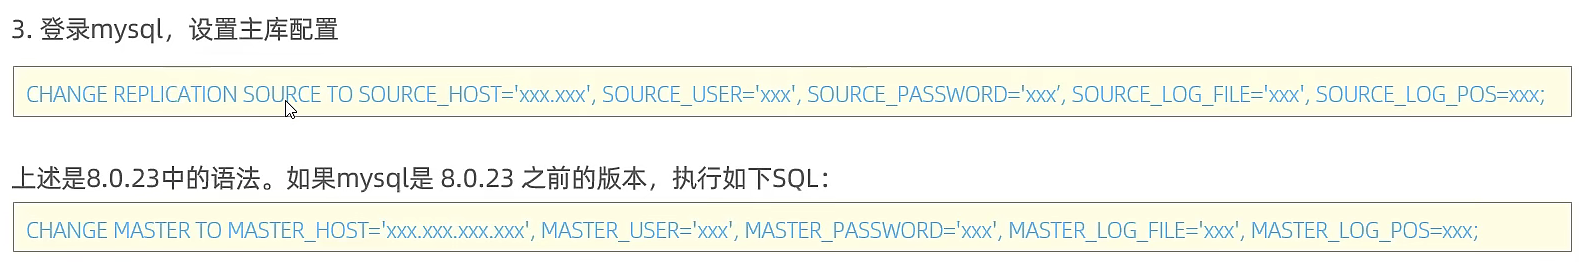 3. 登录mysql，设置主库配置
CHANGE REPLICATION SOURCE TO SOURCE_HOST='xxx.xxx', SOURCE_USER='xxx', SOURCE_PASSWORD='xxx’, SOURCE_LOG_FILE='xxx', SOURCE_LOG_POS=xxx;
上述是8.0.23中的语法。如果mysql是 8.0.23 之前的版本，执行如下SQL：
CHANGE MASTER TO MASTER_HOST='xxx.xxx.xxx.xxx', MASTER_USER='xxx', MASTER_PASSWORD='xxx', MASTER_LOG_FILE='xxx', MASTER_LOG_POS=xxx;